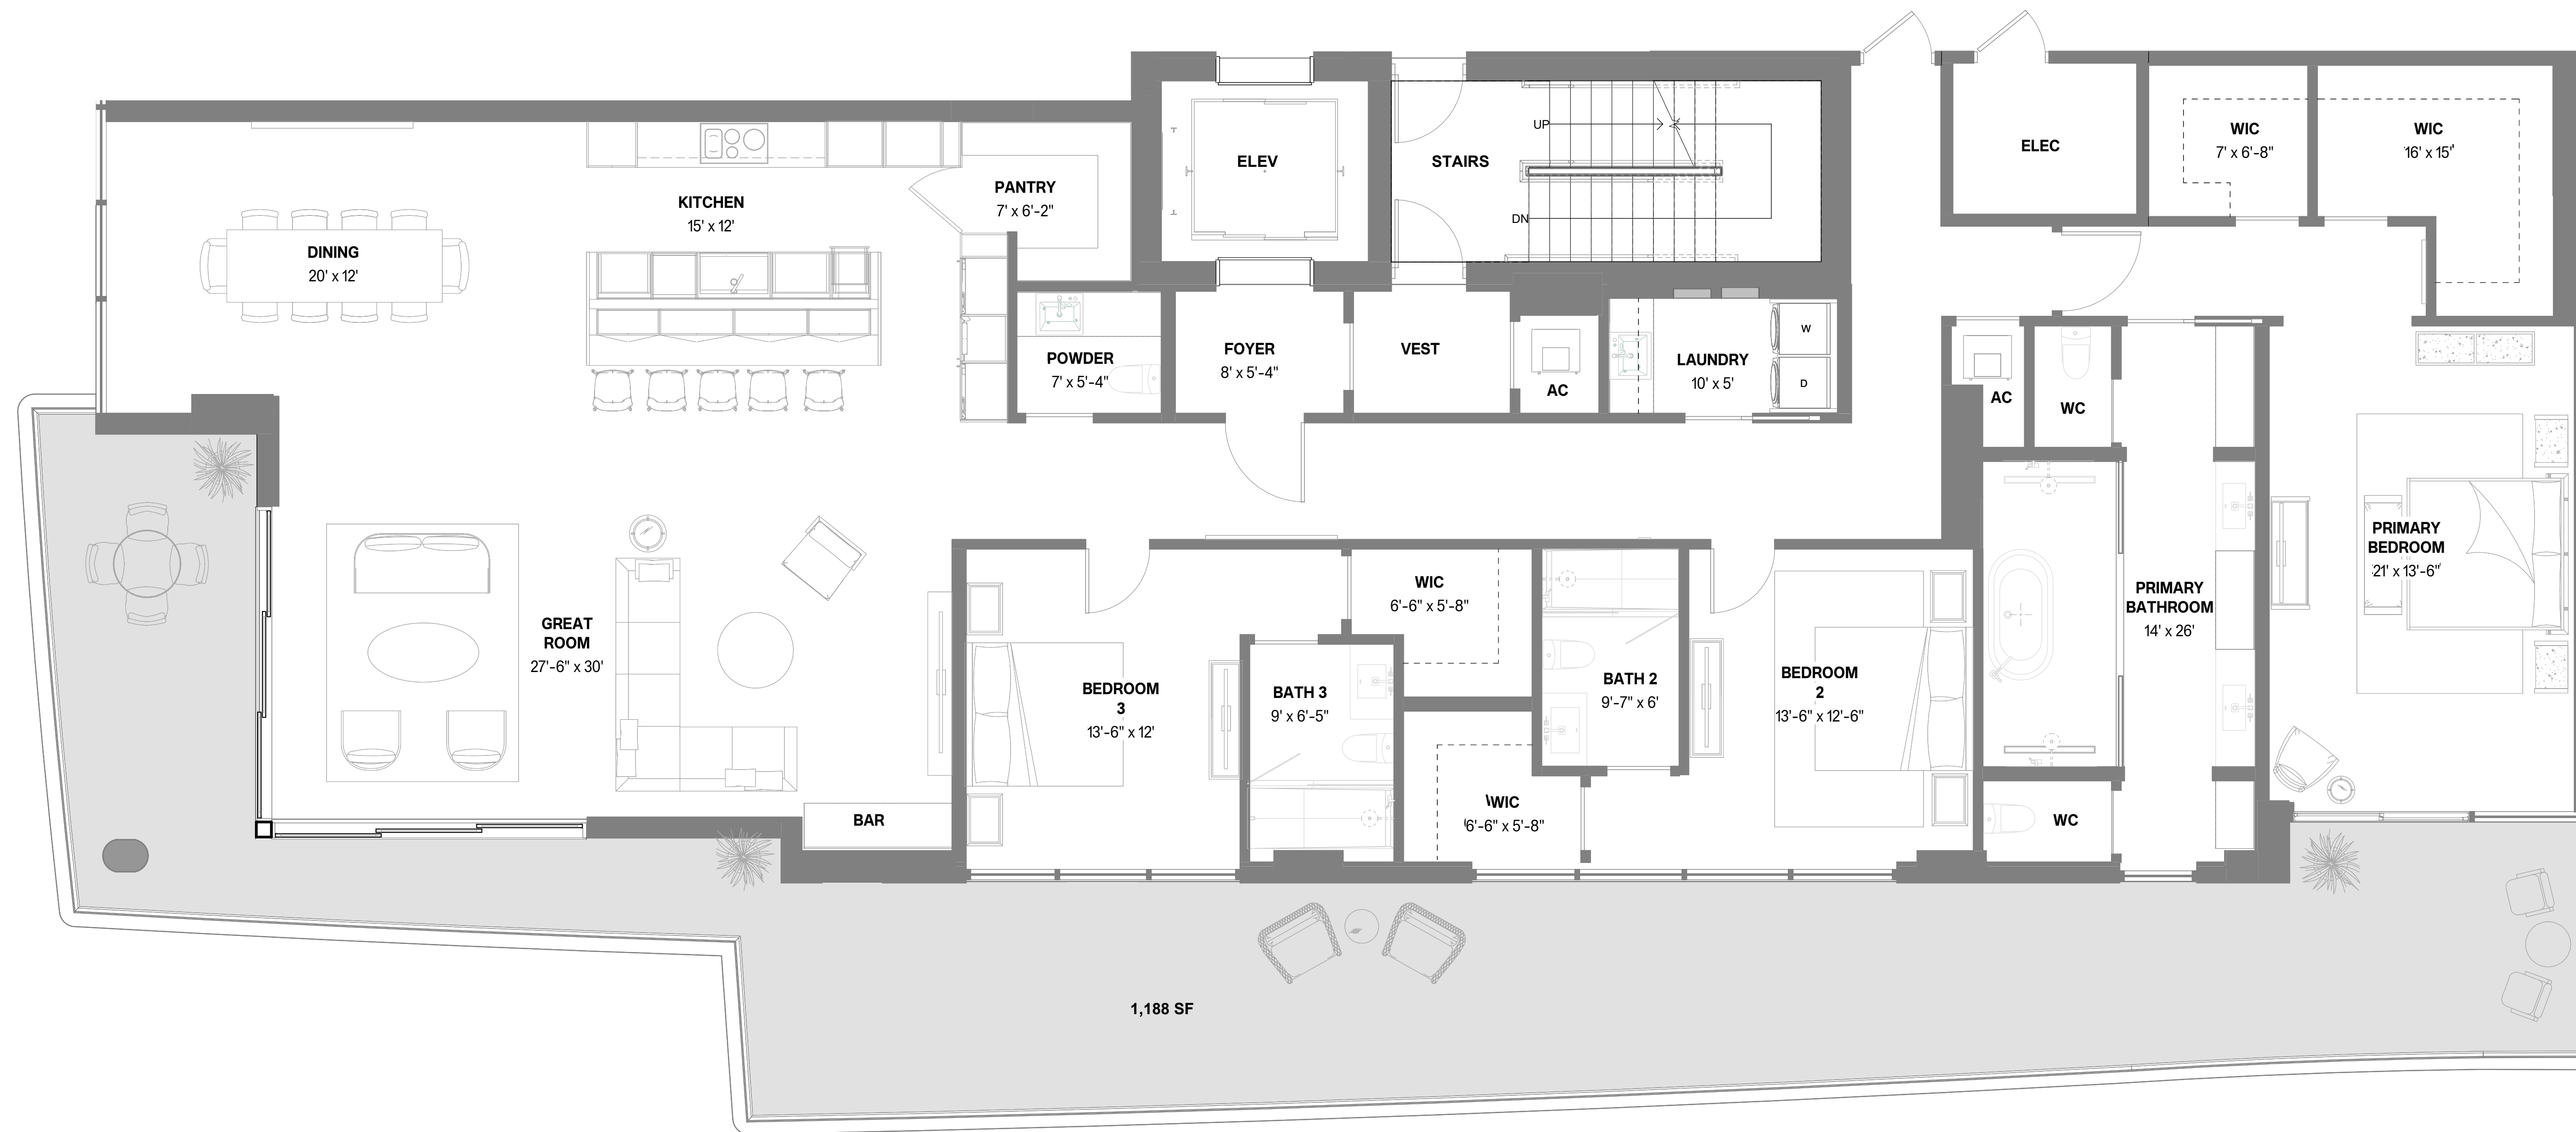 ELEV
UP
STAIRS
DN
ELEC
WIC
7' x 6'-8"
WIC
16' x 15'
KITCHEN
15' x 12'
PANTRY
7' x 6'-2"
DINING
20' x 12'
POWDER
7' x 5'-4"
FOYER
8' x 5'-4"
VEST
AC
LAUNDRY
10' x 5'
W
D
AC
WC
GREAT
ROOM
27'-6" x 30'
BAR
BEDROOM
3
13'-6" x 12'
BATH 3
9' x 6'-5"
WIC
6'-6" x 5'-8"
WIC
6'-6" x 5'-8"
BATH 2
9'-7" x 6'
BEDROOM
2
13'-6" x 12'-6"
WC
PRIMARY
BATHROOM
14' x 26'
PRIMARY
BEDROOM
21' x 13'-6"
1,188 SF